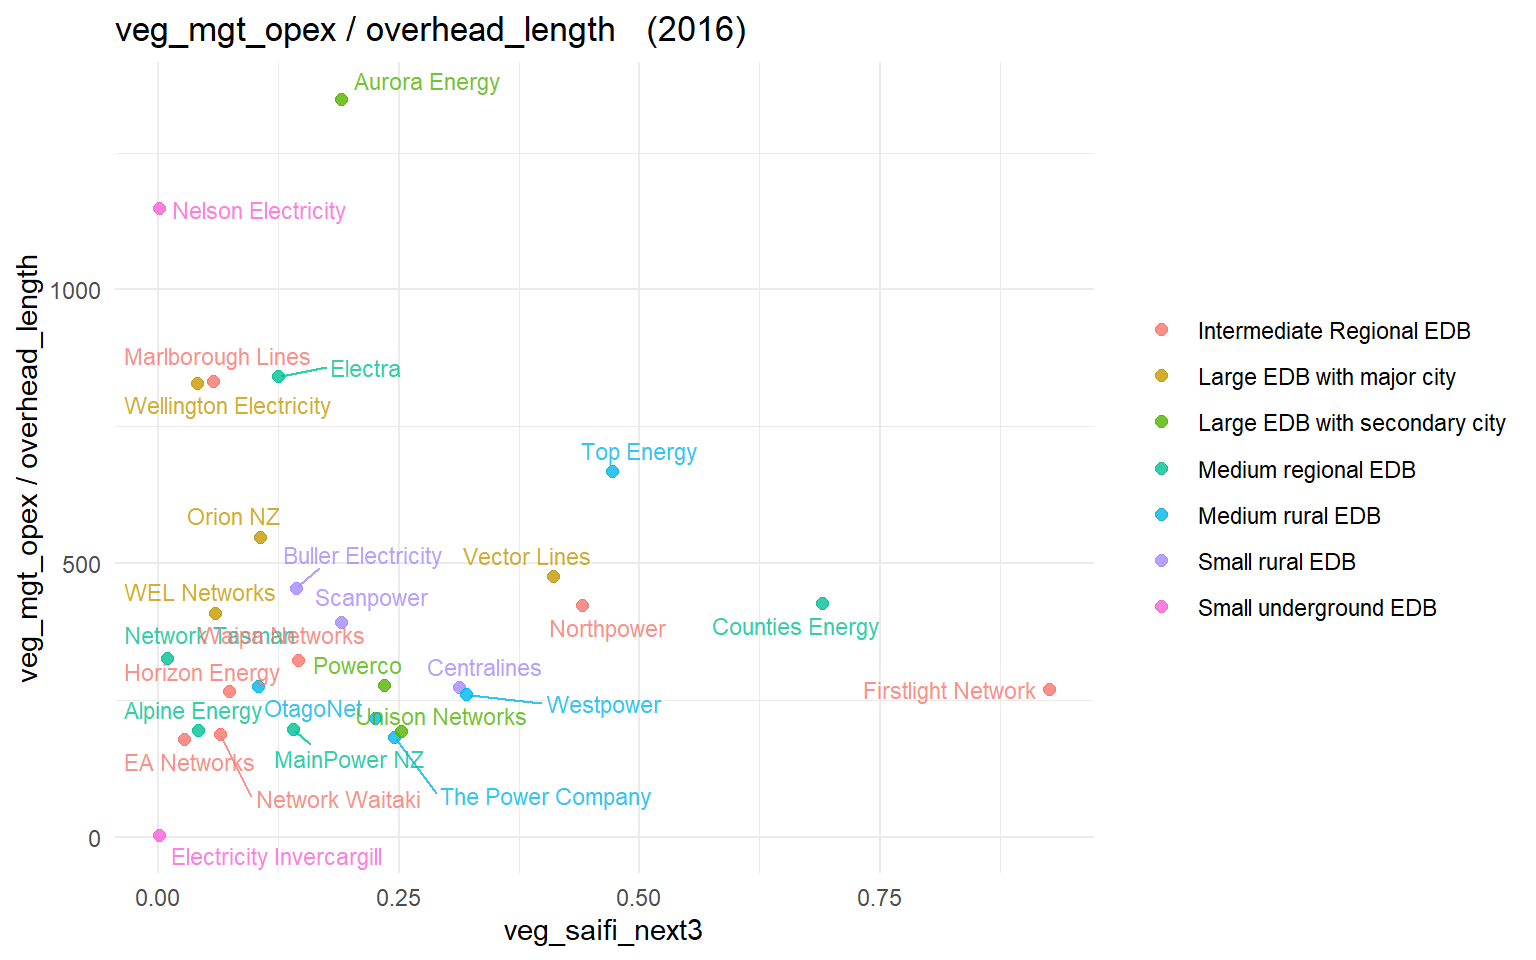 veg_mgt_opex / overhead_length (2016)
Aurora Energy
Nelson Electricity
1000
Marlborough Lines
Electra
Wellington Electricity
Top Energy
Orion NZ
Buller Electricity
Vector Lines
500
WEL Networks
Scanpower
Northpower
Counties Energy
Network Tasman
Waipa Networks
Powerco
Centralines
Horizon Energy
Firstlight Network
Westpower
Alpine Energy
OtagoNet
Unison Networks
EA Networks
MainPower NZ
Network Waitaki
The Power Company
0
Electricity Invercargill
0.00
0.25
0.50
0.75
veg_saifi_next3
veg_mgt_opex / overhead_length
Intermediate Regional EDB
Large EDB with major city
Large EDB with secondary city
Medium regional EDB
Medium rural EDB
Small rural EDB
Small underground EDB